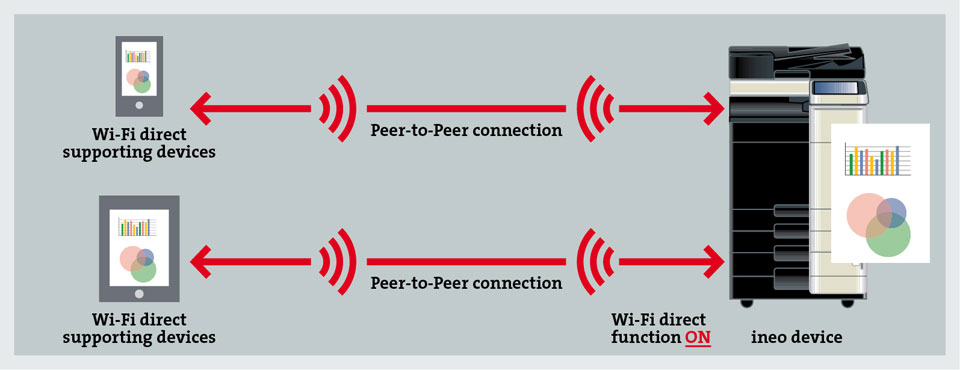 Wi-Fi direct
supporting devices
Peer-to-Peer connection
Wi-Fi direct
supporting devices
Peer-to-Peer connection
Wi-Fi direct
function ON
ineo device